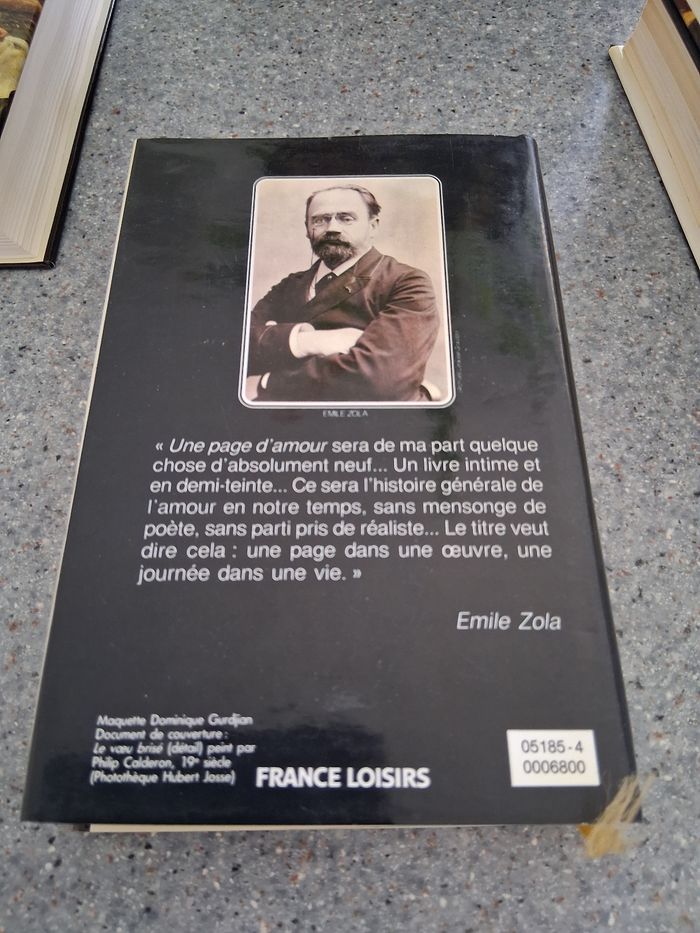 EMILE ZOLA
« Une page d'amour sera de ma part quelque
chose d'absolument neuf... Un livre intime et
en demi-teinte... Ce sera l'histoire générale de
l'amour en notre temps, sans mensonge de
poète, sans parti pris de réaliste... Le titre veut
dire cela : une page dans une œuvre, une
journée dans une vie. »
Emile Zola
Maquette Dominique Gurdjian
Document de couverture :
Le vœu brisé (détail) peint par
Philip Calderon, 19e siècle
(Photothèque Hubert Josse)
FRANCE LOISIRS
05185-4
0006800